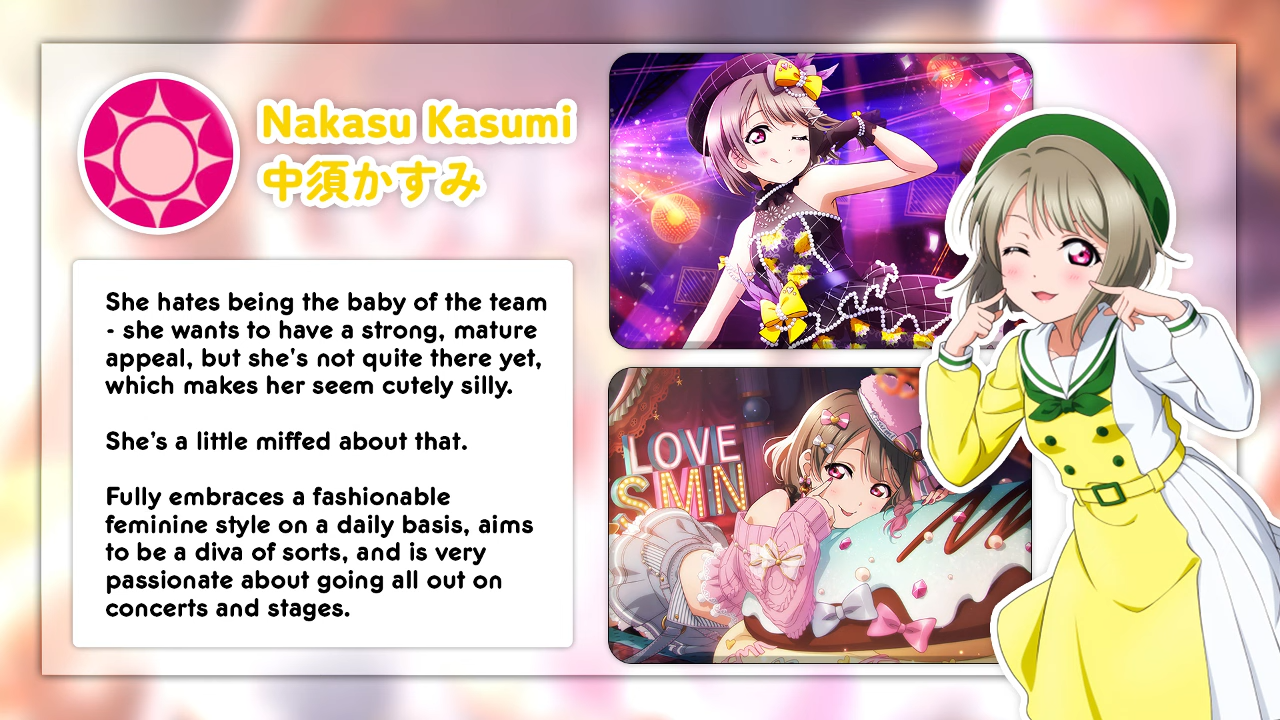 Nakasu Kasumi
中須かすみ
She hates being the baby of the team
- she wants to have a strong, mature
appeal, but she's not quite there yet,
which makes her seem cutely silly.
She's a little miffed about that.
Fully embraces a fashionable
feminine style on a daily basis, aims
to be a diva of sorts, and is very
passionate about going all out on
concerts and stages.
LOVE
SMN